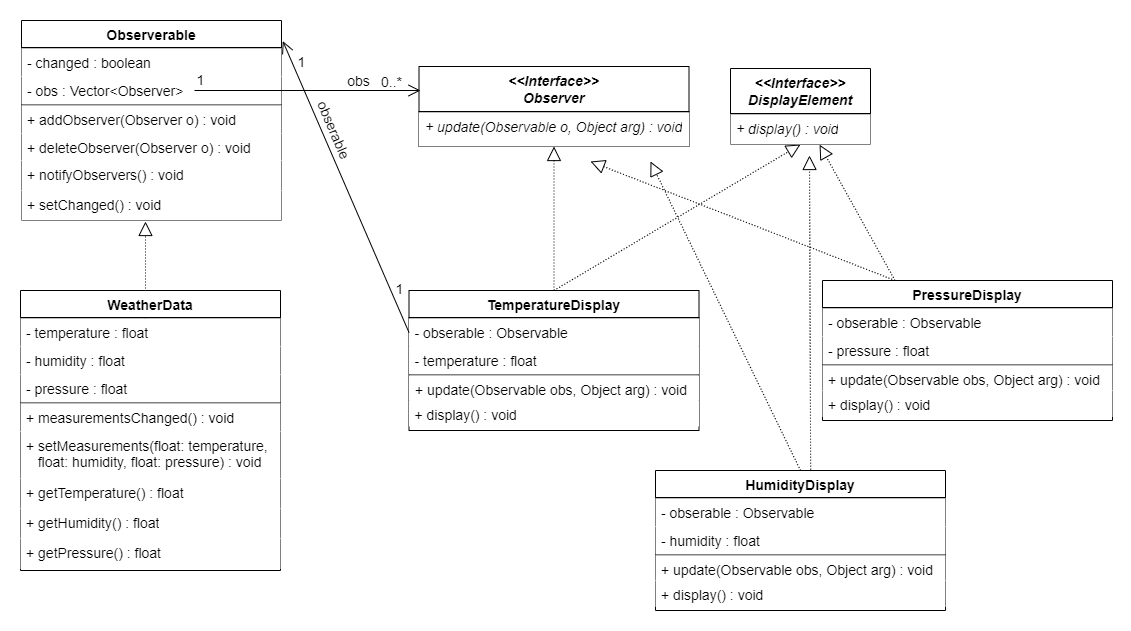 Observerable
- changed : boolean
- obs : Vector<Observer>
+ addObserver(Observer o) : void
+ deleteObserver(Observer o) : void
+ notifyObservers() : void
+ setChanged() : void
1
obs 0..*
1
obserable
1
<<Interface>>
Observer
+ update(Observable o, Object arg) : void
<<Interface>>
DisplayElement
+ display() : void
WeatherData
- temperature : float
- humidity : float
- pressure : float
+ measurementsChanged() : void
+ setMeasurements(float: temperature,
float: humidity, float: pressure) : void
+ getTemperature() : float
+ getHumidity() : float
+ getPressure() : float
TemperatureDisplay
- obserable : Observable
- temperature : float
+ update(Observable obs, Object arg) : void
+ display() : void
PressureDisplay
- obserable : Observable
- pressure : float
+ update(Observable obs, Object arg) : void
+ display() : void
HumidityDisplay
- obserable : Observable
- humidity : float
+ update(Observable obs, Object arg) : void
+ display() : void